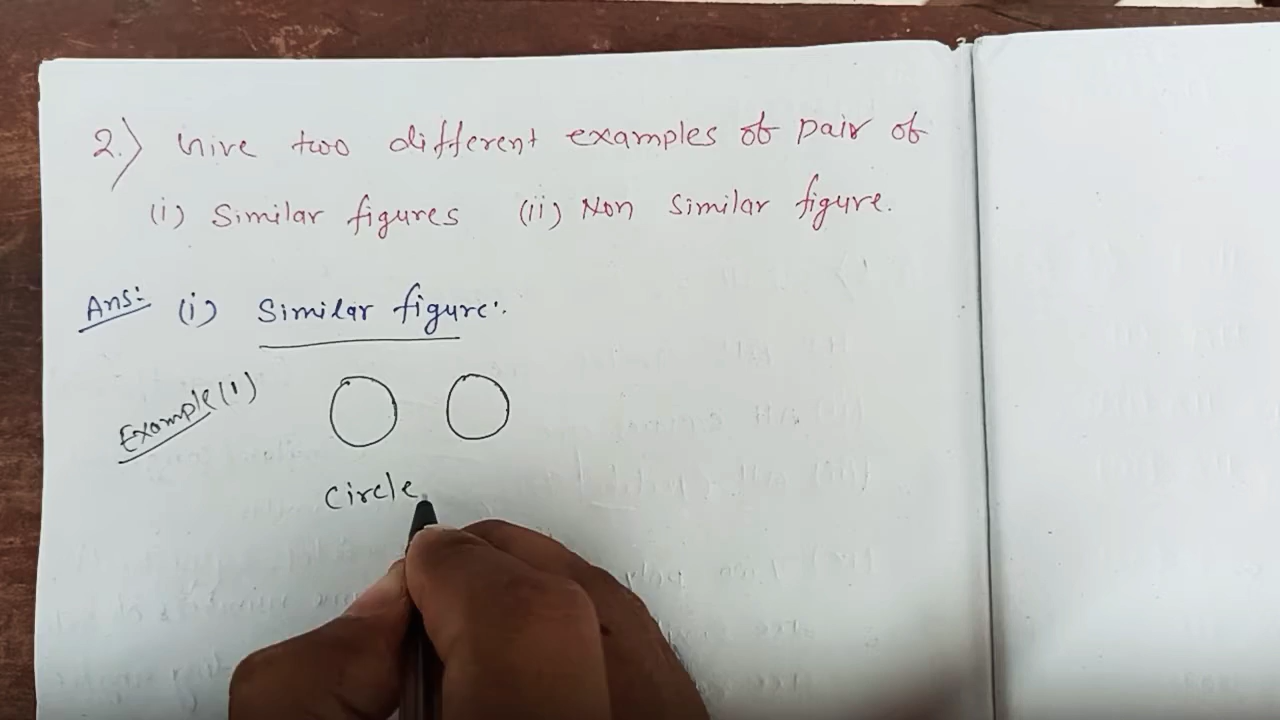 2.) Give two different examples of pair of
(i) Similar figures (ii) Non Similar figure.
Ans: (i) Similar figure:
Example (1)
Circle